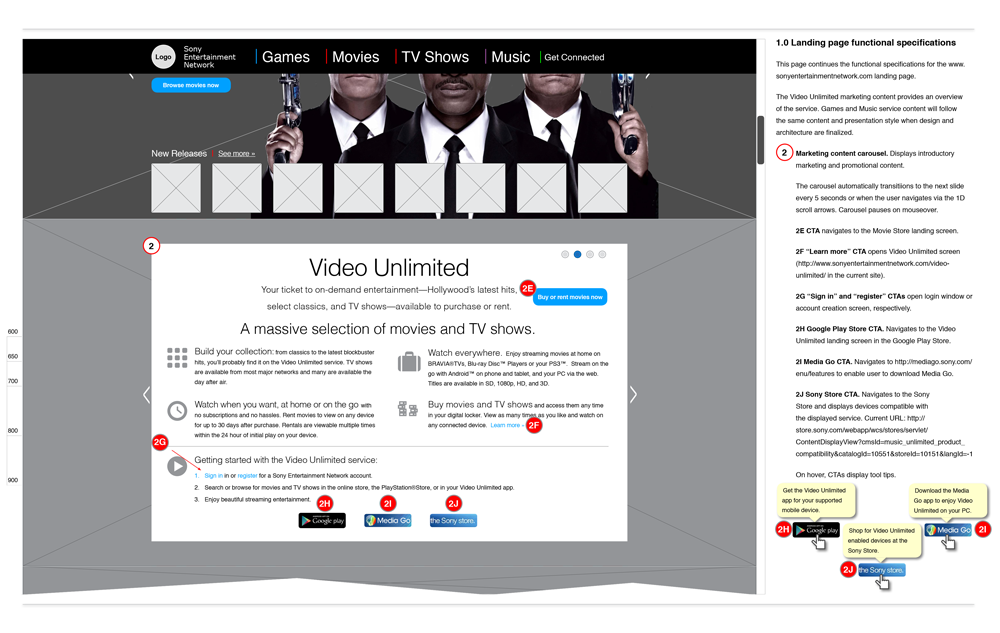 Logo
Sony
Entertainment
Network
Games
Movies
TV Shows
Music
Get Connected
Browse movies now
New Releases
See more »
600
650
700
800
900
2
Video Unlimited
Your ticket to on-demand entertainment—Hollywood's latest hits,
select classics, and TV shows—available to purchase or rent.
2E
Buy or rent movies now
A massive selection of movies and TV shows.
Build your collection: from classics to the latest blockbuster
hits, you'll probably find it on the Video Unlimited service. TV shows
are available from most major networks and many are available the
day after air.
Watch everywhere. Enjoy streaming movies at home on
BRAVIA®TVs, Blu-ray Disc™ Players or your PS3™. Stream on the
go with Android™ on phone and tablet, and your PC via the web.
Titles are available in SD, 1080p, HD, and 3D.
Watch when you want, at home or on the go with
no subscriptions and no hassles. Rent movies to view on any device
for up to 30 days after purchase. Rentals are viewable multiple times
within the 24 hour of initial play on your device.
Buy movies and TV shows and access them any time
in your digital locker. View as many times as you like and watch on
any connected device. Learn more »
2F
2G
Getting started with the Video Unlimited service:
1. Sign in in or register for a Sony Entertainment Network account.
2. Search or browse for movies and TV shows in the online store, the PlayStation®Store, or in your Video Unlimited app.
3. Enjoy beautiful streaming entertainment.
2H
2I
2J
Google play
Media Go
the Sony store.
1.0 Landing page functional specifications
This page continues the functional specifications for the www.
sonyentertainmentnetwork.com landing page.
The Video Unlimited marketing content provides an overview
of the service. Games and Music service content will follow
the same content and presentation style when design and
architecture are finalized.
2
Marketing content carousel. Displays introductory
marketing and promotional content.
The carousel automatically transitions to the next slide
every 5 seconds or when the user navigates via the 1D
scroll arrows. Carousel pauses on mouseover.
2E CTA navigates to the Movie Store landing screen.
2F "Learn more" CTA opens Video Unlimited screen
(http://www.sonyentertainmentnetwork.com/video-
unlimited/ in the current site).
2G "Sign in" and "register" CTAs open login window or
account creation screen, respectively.
2H Google Play Store CTA. Navigates to the Video
Unlimited landing screen in the Google Play Store.
2I Media Go CTA. Navigates to http://mediago.sony.com/
enu/features to enable user to download Media Go.
2J Sony Store CTA. Navigates to the Sony
Store and displays devices compatible with
the displayed service. Current URL: http://
store.sony.com/webapp/wcs/stores/servlet/
ContentDisplayView?cmsId=music_unlimited_product_
compatibility&catalogId=10551&storeId=10151&langId=-1
On hover, CTAs display tool tips.
Get the Video Unlimited
app for your supported
mobile device.
Download the Media
Go app to enjoy Video
Unlimited on your PC.
2H
Google play
Shop for Video Unlimited
enabled devices at the
Sony Store.
Media Go
2I
2J
the Sony store.